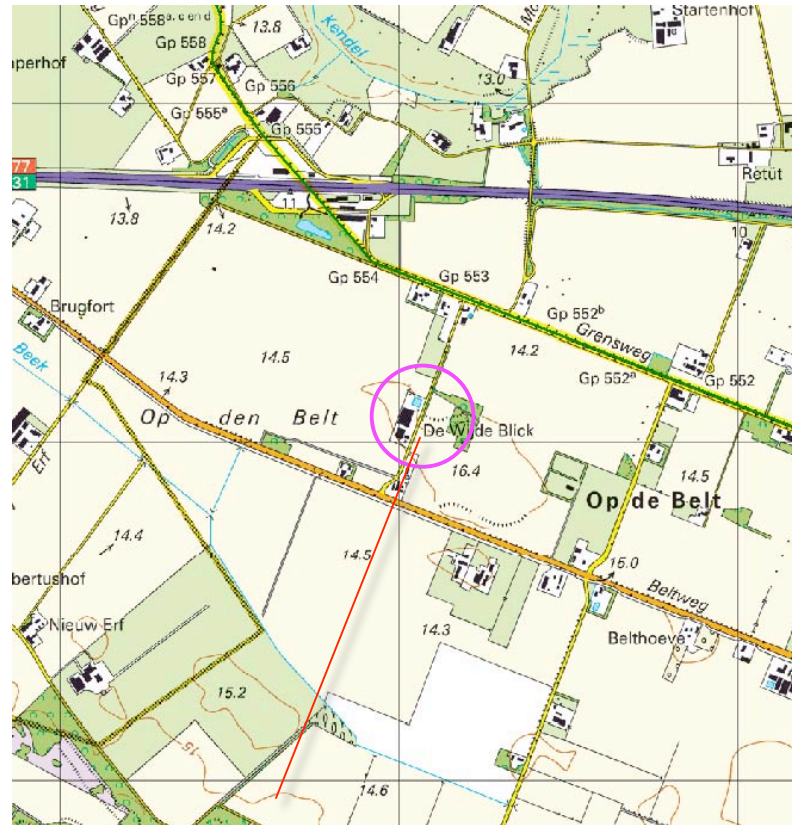 Gp 558
13.8
Startenhof
Gp 558
Kendel
perhof
Gp 557
Gp 556
13.0
Gp 555ᵃ
Gp 555
77
31
Retût
11
13.8
14.2
10
Gp 554
Gp 553
Brugfort
Gp 552ᵇ
Grensweg
14.5
14.2
Beek
14.3
Gp 552ᵃ
Gp 552
Op den Belt
De Wilde Blick
Erf
16.4
14.5
Op de Belt
14.4
14.5
15.0
Beltweg
bertushof
Nieuw Erf
14.3
Belthoeve
15.2
15
14.6